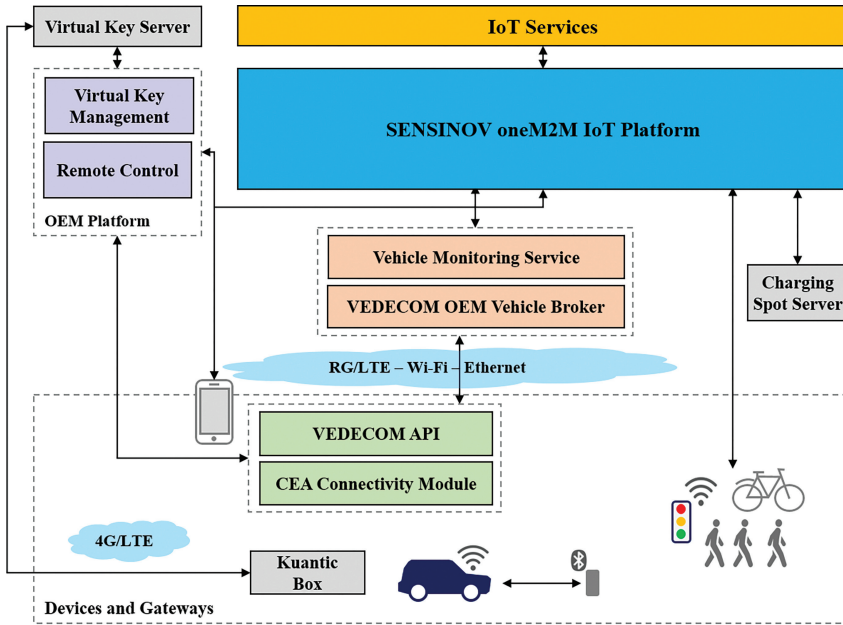 Virtual Key Server
IoT Services
Virtual Key
Management
Remote Control
OEM Platform
SENSINOV oneM2M IoT Platform
Vehicle Monitoring Service
VEDECOM OEM Vehicle Broker
Charging
Spot Server
RG/LTE – Wi-Fi – Ethernet
VEDECOM API
CEA Connectivity Module
4G/LTE
Kuantic
Box
Devices and Gateways